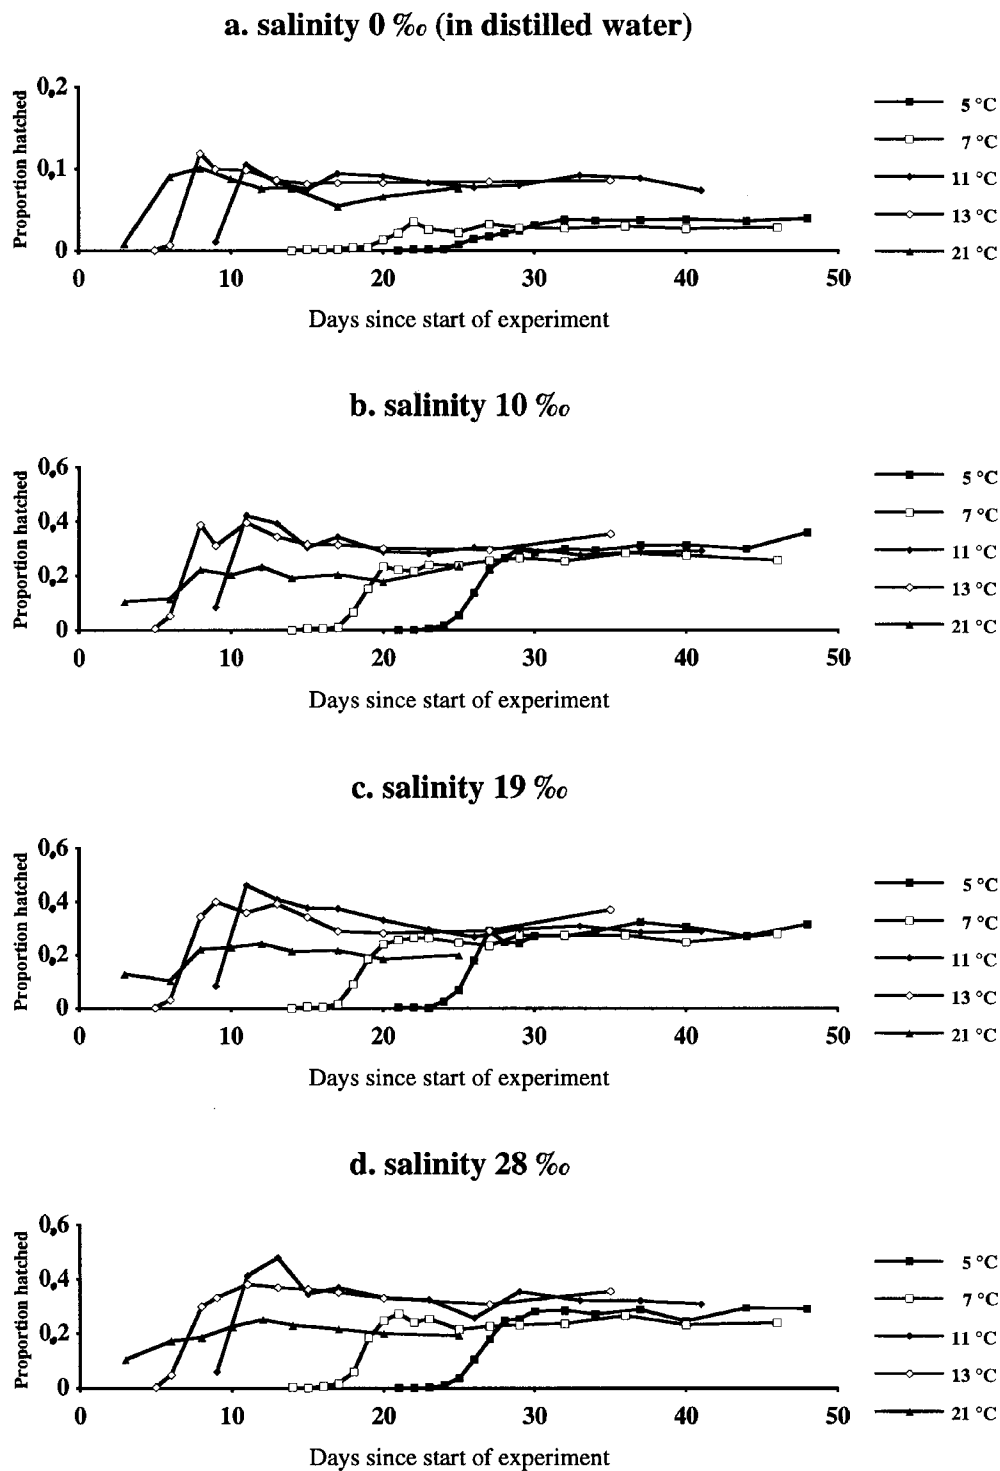 a. salinity 0 ‰ (in distilled water)
Proportion hatched
0,2
0,1
0
0 10 20 30 40 50
Days since start of experiment
5 °C
7 °C
11 °C
13 °C
21 °C
b. salinity 10 ‰
Proportion hatched
0,6
0,4
0,2
0
0 10 20 30 40 50
Days since start of experiment
5 °C
7 °C
11 °C
13 °C
21 °C
c. salinity 19 ‰
Proportion hatched
0,6
0,4
0,2
0
0 10 20 30 40 50
Days since start of experiment
5 °C
7 °C
11 °C
13 °C
21 °C
d. salinity 28 ‰
Proportion hatched
0,6
0,4
0,2
0
0 10 20 30 40 50
Days since start of experiment
5 °C
7 °C
11 °C
13 °C
21 °C